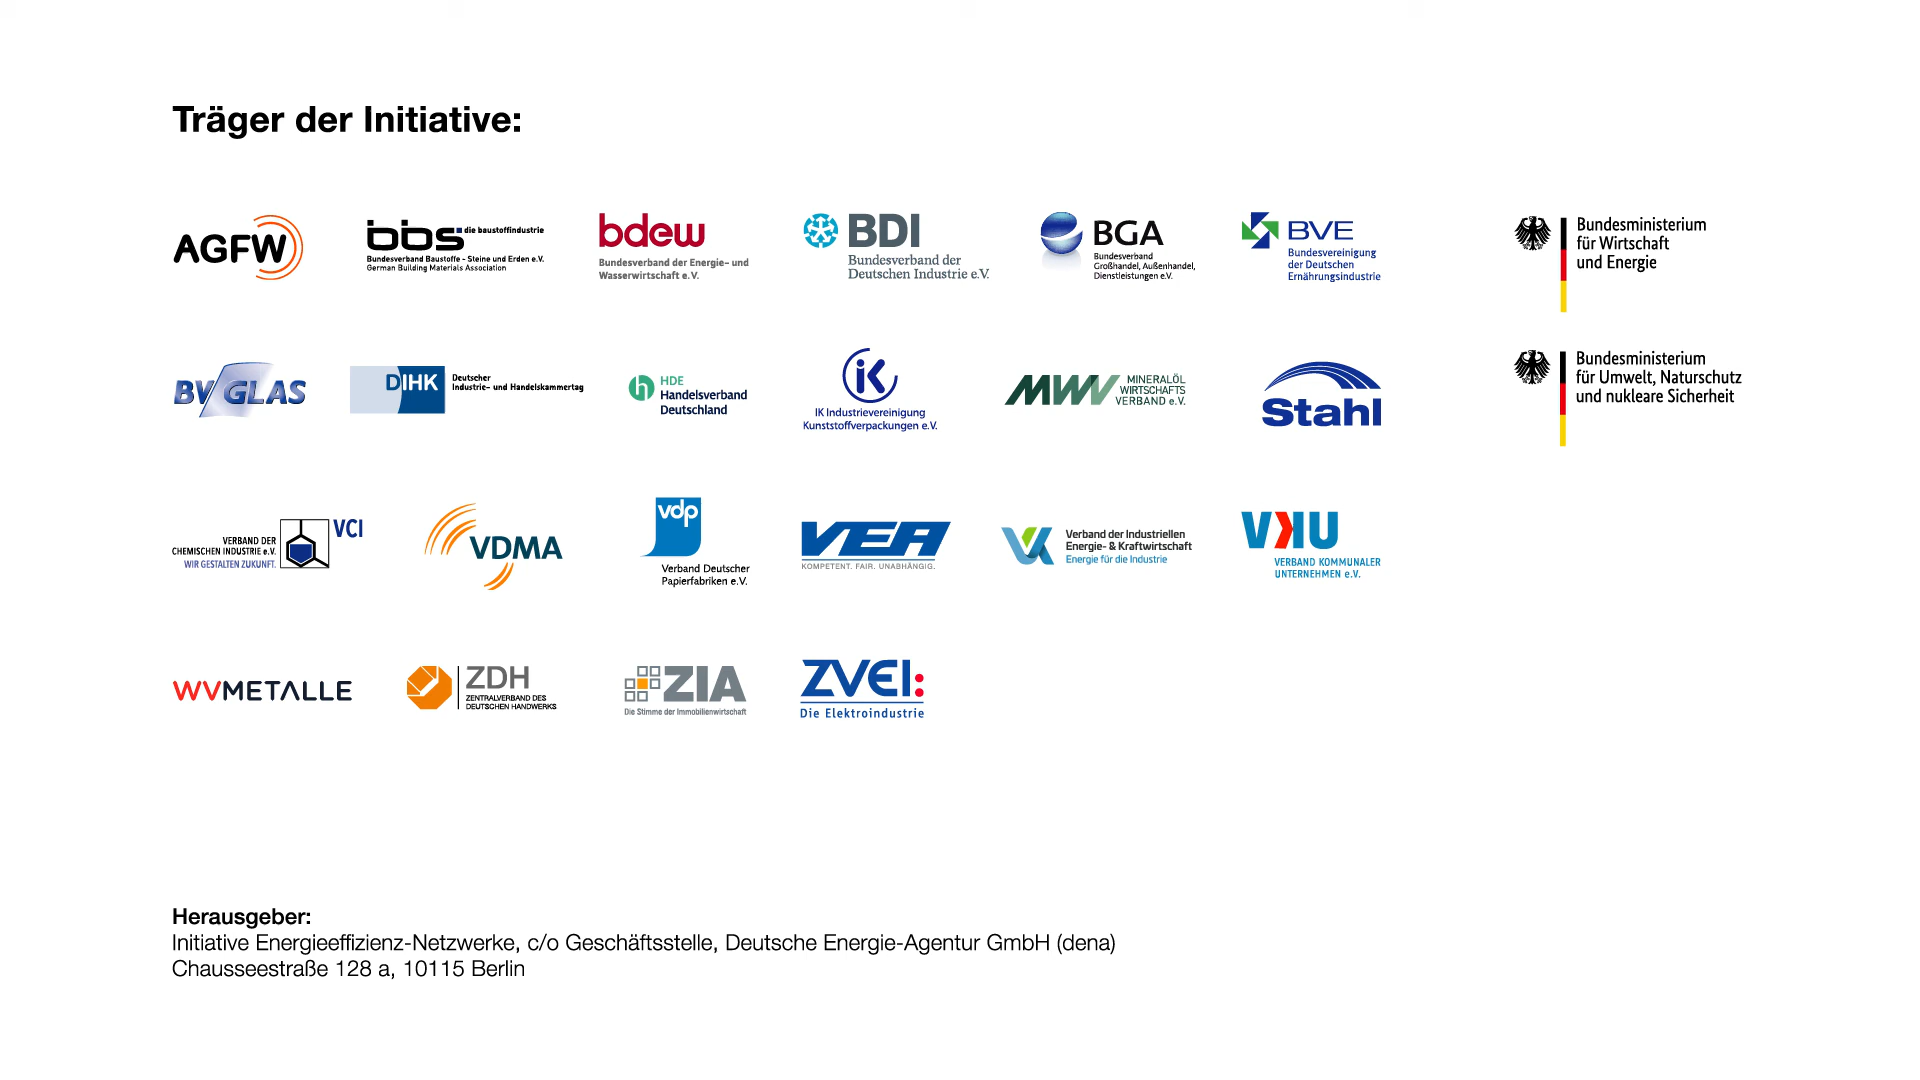 Träger der Initiative:
AGFW
bbs die baustoffindustrie
Bundesverband Baustoffe - Steine und Erden e.V.
German Building Materials Association
bdew
Bundesverband der Energie- und
Wasserwirtschaft e.V.
BDI
Bundesverband der
Deutschen Industrie e.V.
BGA
Bundesverband
Großhandel, Außenhandel,
Dienstleistungen e.V.
BVE
Bundesvereinigung
der Deutschen
Ernährungsindustrie
Bundesministerium
für Wirtschaft
und Energie
BV GLAS
DIHK
Deutscher
Industrie- und Handelskammertag
HDE
Handelsverband
Deutschland
iK
IK Industrievereinigung
Kunststoffverpackungen e.V.
MWV
MINERALÖL
WIRTSCHAFTS
VERBAND e.V.
Stahl
Bundesministerium
für Umwelt, Naturschutz
und nukleare Sicherheit
VERBAND DER
CHEMISCHEN INDUSTRIE e.V.
WIR GESTALTEN ZUKUNFT.
VCI
VDMA
vdp
Verband Deutscher
Papierfabriken e.V.
VEA
KOMPETENT. FAIR. UNABHÄNGIG.
VIK
Verband der Industriellen
Energie- & Kraftwirtschaft
Energie für die Industrie
VKU
VERBAND KOMMUNALER
UNTERNEHMEN e.V.
WVMETALLE
ZDH
ZENTRALVERBAND DES
DEUTSCHEN HANDWERKS
ZIA
Die Stimme der Immobilienwirtschaft
ZVEI:
Die Elektroindustrie
Herausgeber:
Initiative Energieeffizienz-Netzwerke, c/o Geschäftsstelle, Deutsche Energie-Agentur GmbH (dena)
Chausseestraße 128 a, 10115 Berlin